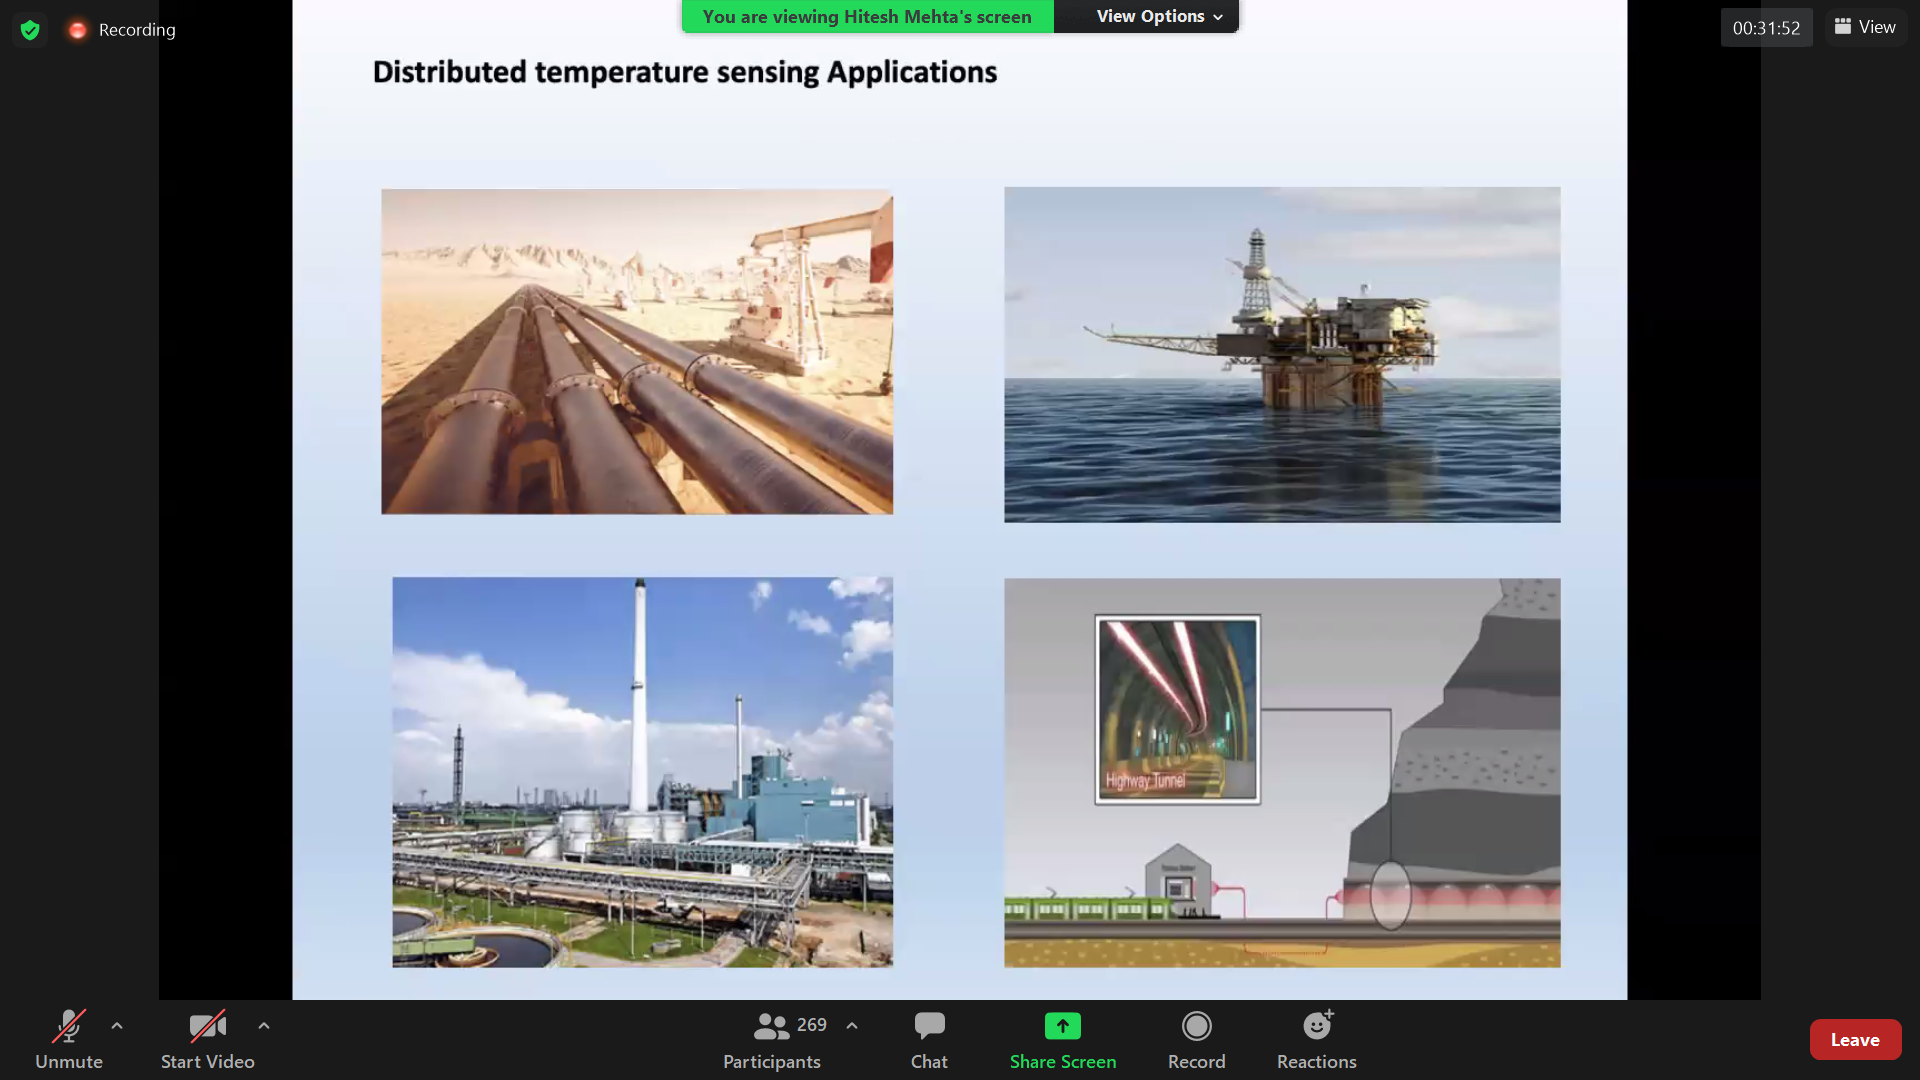 Recording
You are viewing Hitesh Mehta's screen
View Options
00:31:52
View
Distributed temperature sensing Applications
Highway Tunnel
Unmute
Start Video
269
Participants
Chat
Share Screen
Record
Reactions
Leave